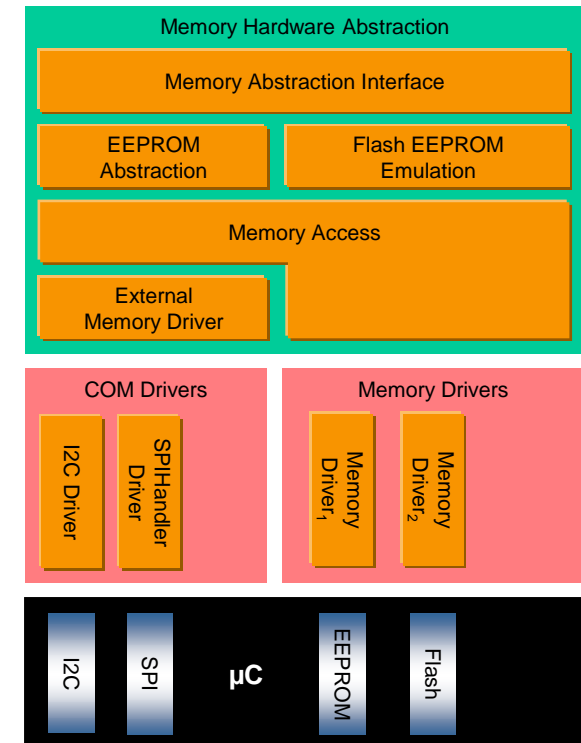 Memory Hardware Abstraction
Memory Abstraction Interface
EEPROM
Abstraction
Flash EEPROM
Emulation
Memory Access
External
Memory Driver
COM Drivers
I2C Driver
SPIHandler
Driver
Memory Drivers
Memory
Driver₁
Memory
Driver₂
I2C
SPI
µC
EEPROM
Flash